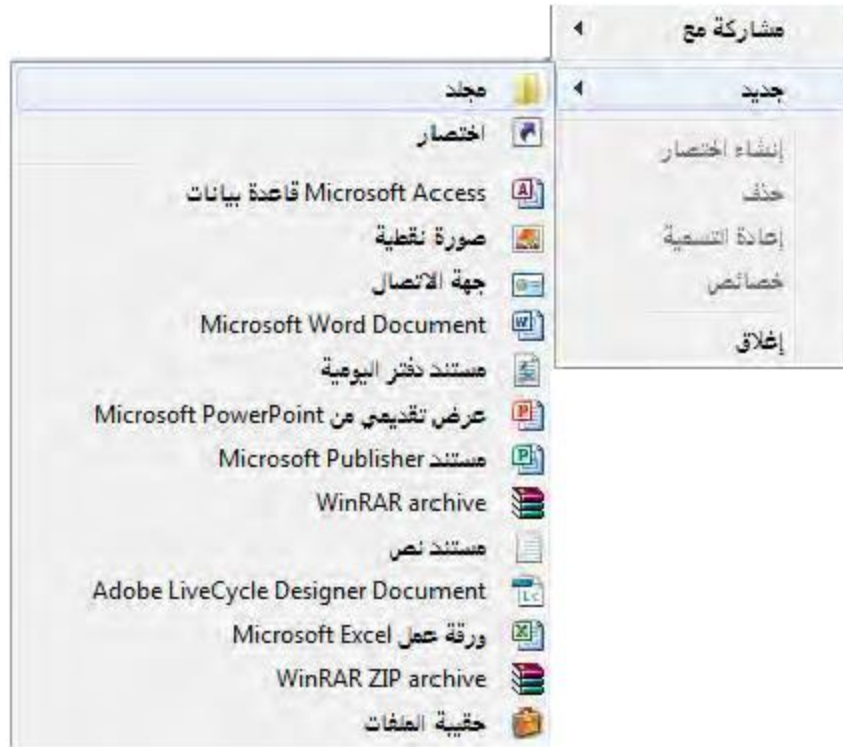 مشاركة مع
جديد
إنشاء اختصار
حذف
إعادة التسمية
خصائص
إغلاق
مجلد
اختصار
Microsoft Access قاعدة بيانات
صورة نقطية
جهة الاتصال
Microsoft Word Document
مستند دفتر اليومية
عرض تقديمي من Microsoft PowerPoint
مستند Microsoft Publisher
WinRAR archive
مستند نص
Adobe LiveCycle Designer Document
ورقة عمل Microsoft Excel
WinRAR ZIP archive
حقيبة الملفات